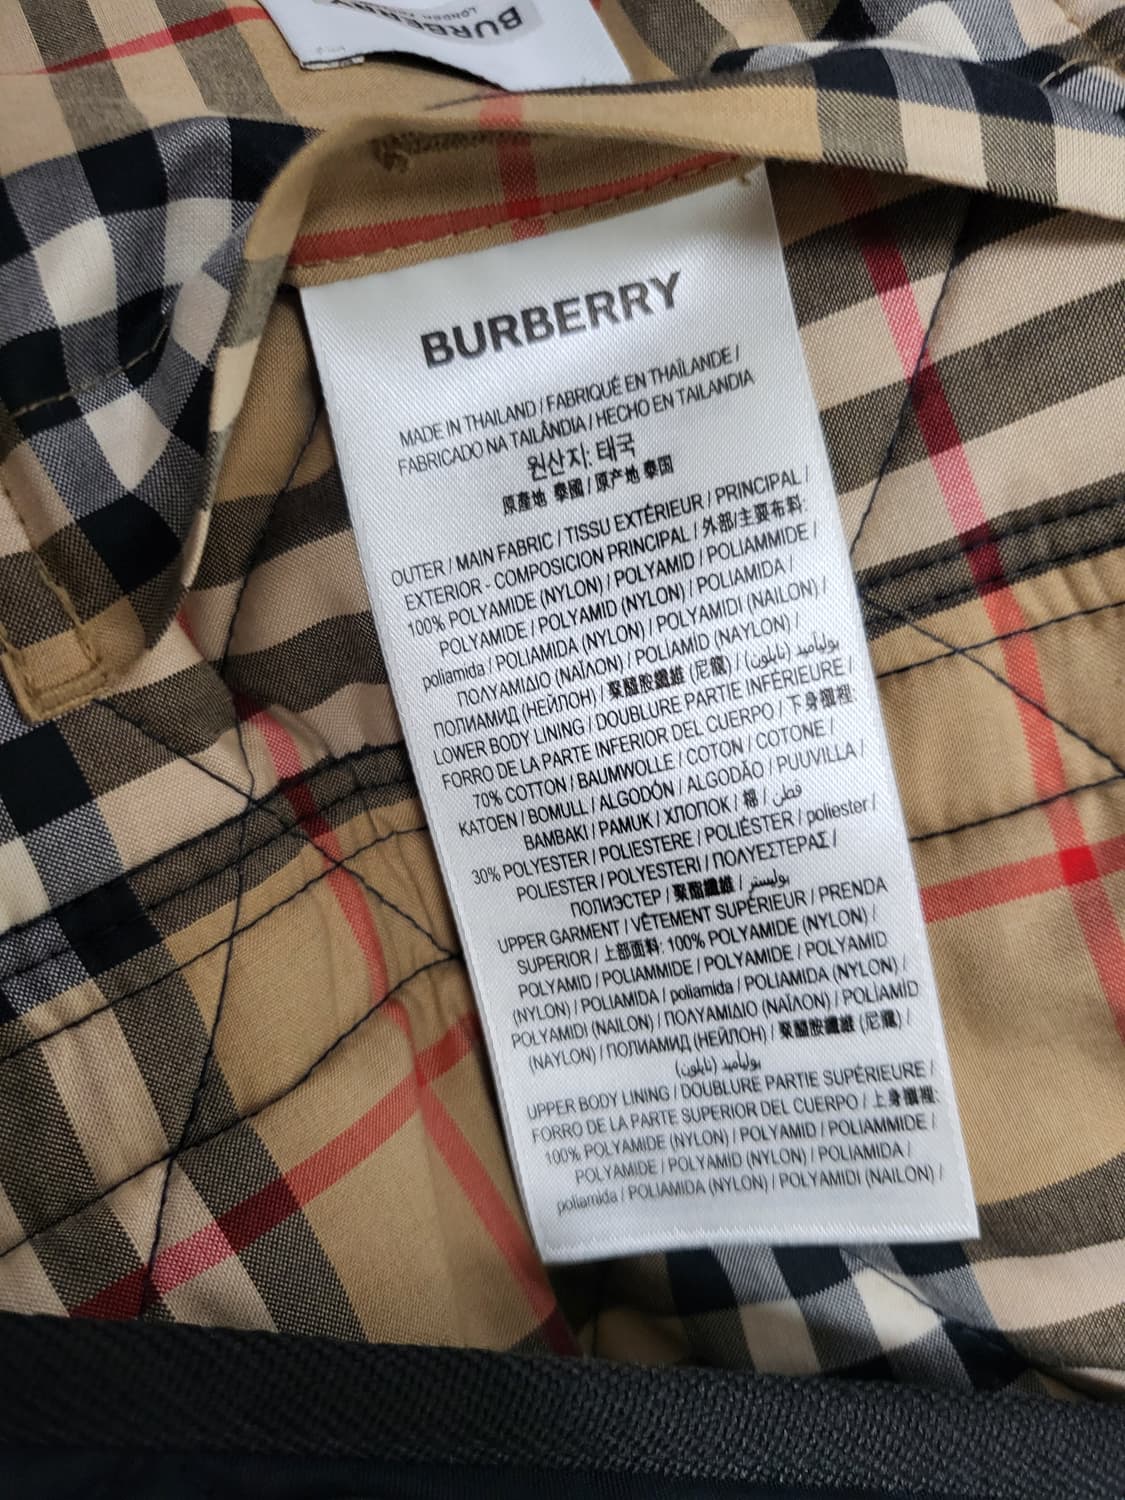 BURBERRY
LONDON
BURBERRY
MADE IN THAILAND / FABRIQUÉ EN THAÏLANDE /
FABRICADO NA TAILÂNDIA / HECHO EN TAILANDIA
원산지: 태국
原產地 泰國 / 原产地 泰国
OUTER / MAIN FABRIC / TISSU EXTÉRIEUR / PRINCIPAL /
EXTERIOR - COMPOSICION PRINCIPAL / 外部/主要布料:
100% POLYAMIDE (NYLON) / POLYAMID / POLIAMMIDE /
POLYAMIDE / POLYAMID (NYLON) / POLIAMIDA /
poliamida / POLIAMIDA (NYLON) / POLYAMIDI (NAILON) /
ΠΟΛΥΑΜΙΔΙΟ (ΝΑΪΛΟΝ) / POLİAMİD (NAYLON) /
ПОЛИАМИД (НЕЙЛОН) / 聚醯胺纖維 (尼龍) / بوليأميد (نايلون)
LOWER BODY LINING / DOUBLURE PARTIE INFÉRIEURE /
FORRO DE LA PARTE INFERIOR DEL CUERPO / 下身襯裡:
70% COTTON / BAUMWOLLE / COTON / COTONE /
KATOEN / BOMULL / ALGODÓN / ALGODÃO / PUUVILLA /
BAMBAKI / PAMUK / ХЛОПОК / 棉 / قطن
30% POLYESTER / POLIESTERE / POLIÉSTER / poliester /
POLIESTER / POLYESTERI / ΠΟΛΥΕΣΤΕΡΑΣ /
ПОЛИЭСТЕР / 聚酯纖維 / بوليستر
UPPER GARMENT / VÊTEMENT SUPÉRIEUR / PRENDA
SUPERIOR / 上部面料: 100% POLYAMIDE (NYLON) /
POLYAMID / POLIAMMIDE / POLYAMIDE / POLYAMID
(NYLON) / POLIAMIDA / poliamida / POLIAMIDA (NYLON) /
POLYAMIDI (NAILON) / ΠΟΛΥΑΜΙΔΙΟ (ΝΑΪΛΟΝ) / POLİAMİD
(NAYLON) / ПОЛИАМИД (НЕЙЛОН) / 聚醯胺纖維 (尼龍) /
بوليأميد (نايلون)
UPPER BODY LINING / DOUBLURE PARTIE SUPÉRIEURE /
FORRO DE LA PARTE SUPERIOR DEL CUERPO / 上身襯裡:
100% POLYAMIDE (NYLON) / POLYAMID / POLIAMMIDE /
POLYAMIDE / POLYAMID (NYLON) / POLIAMIDA /
poliamida / POLIAMIDA (NYLON) / POLYAMIDI (NAILON) /